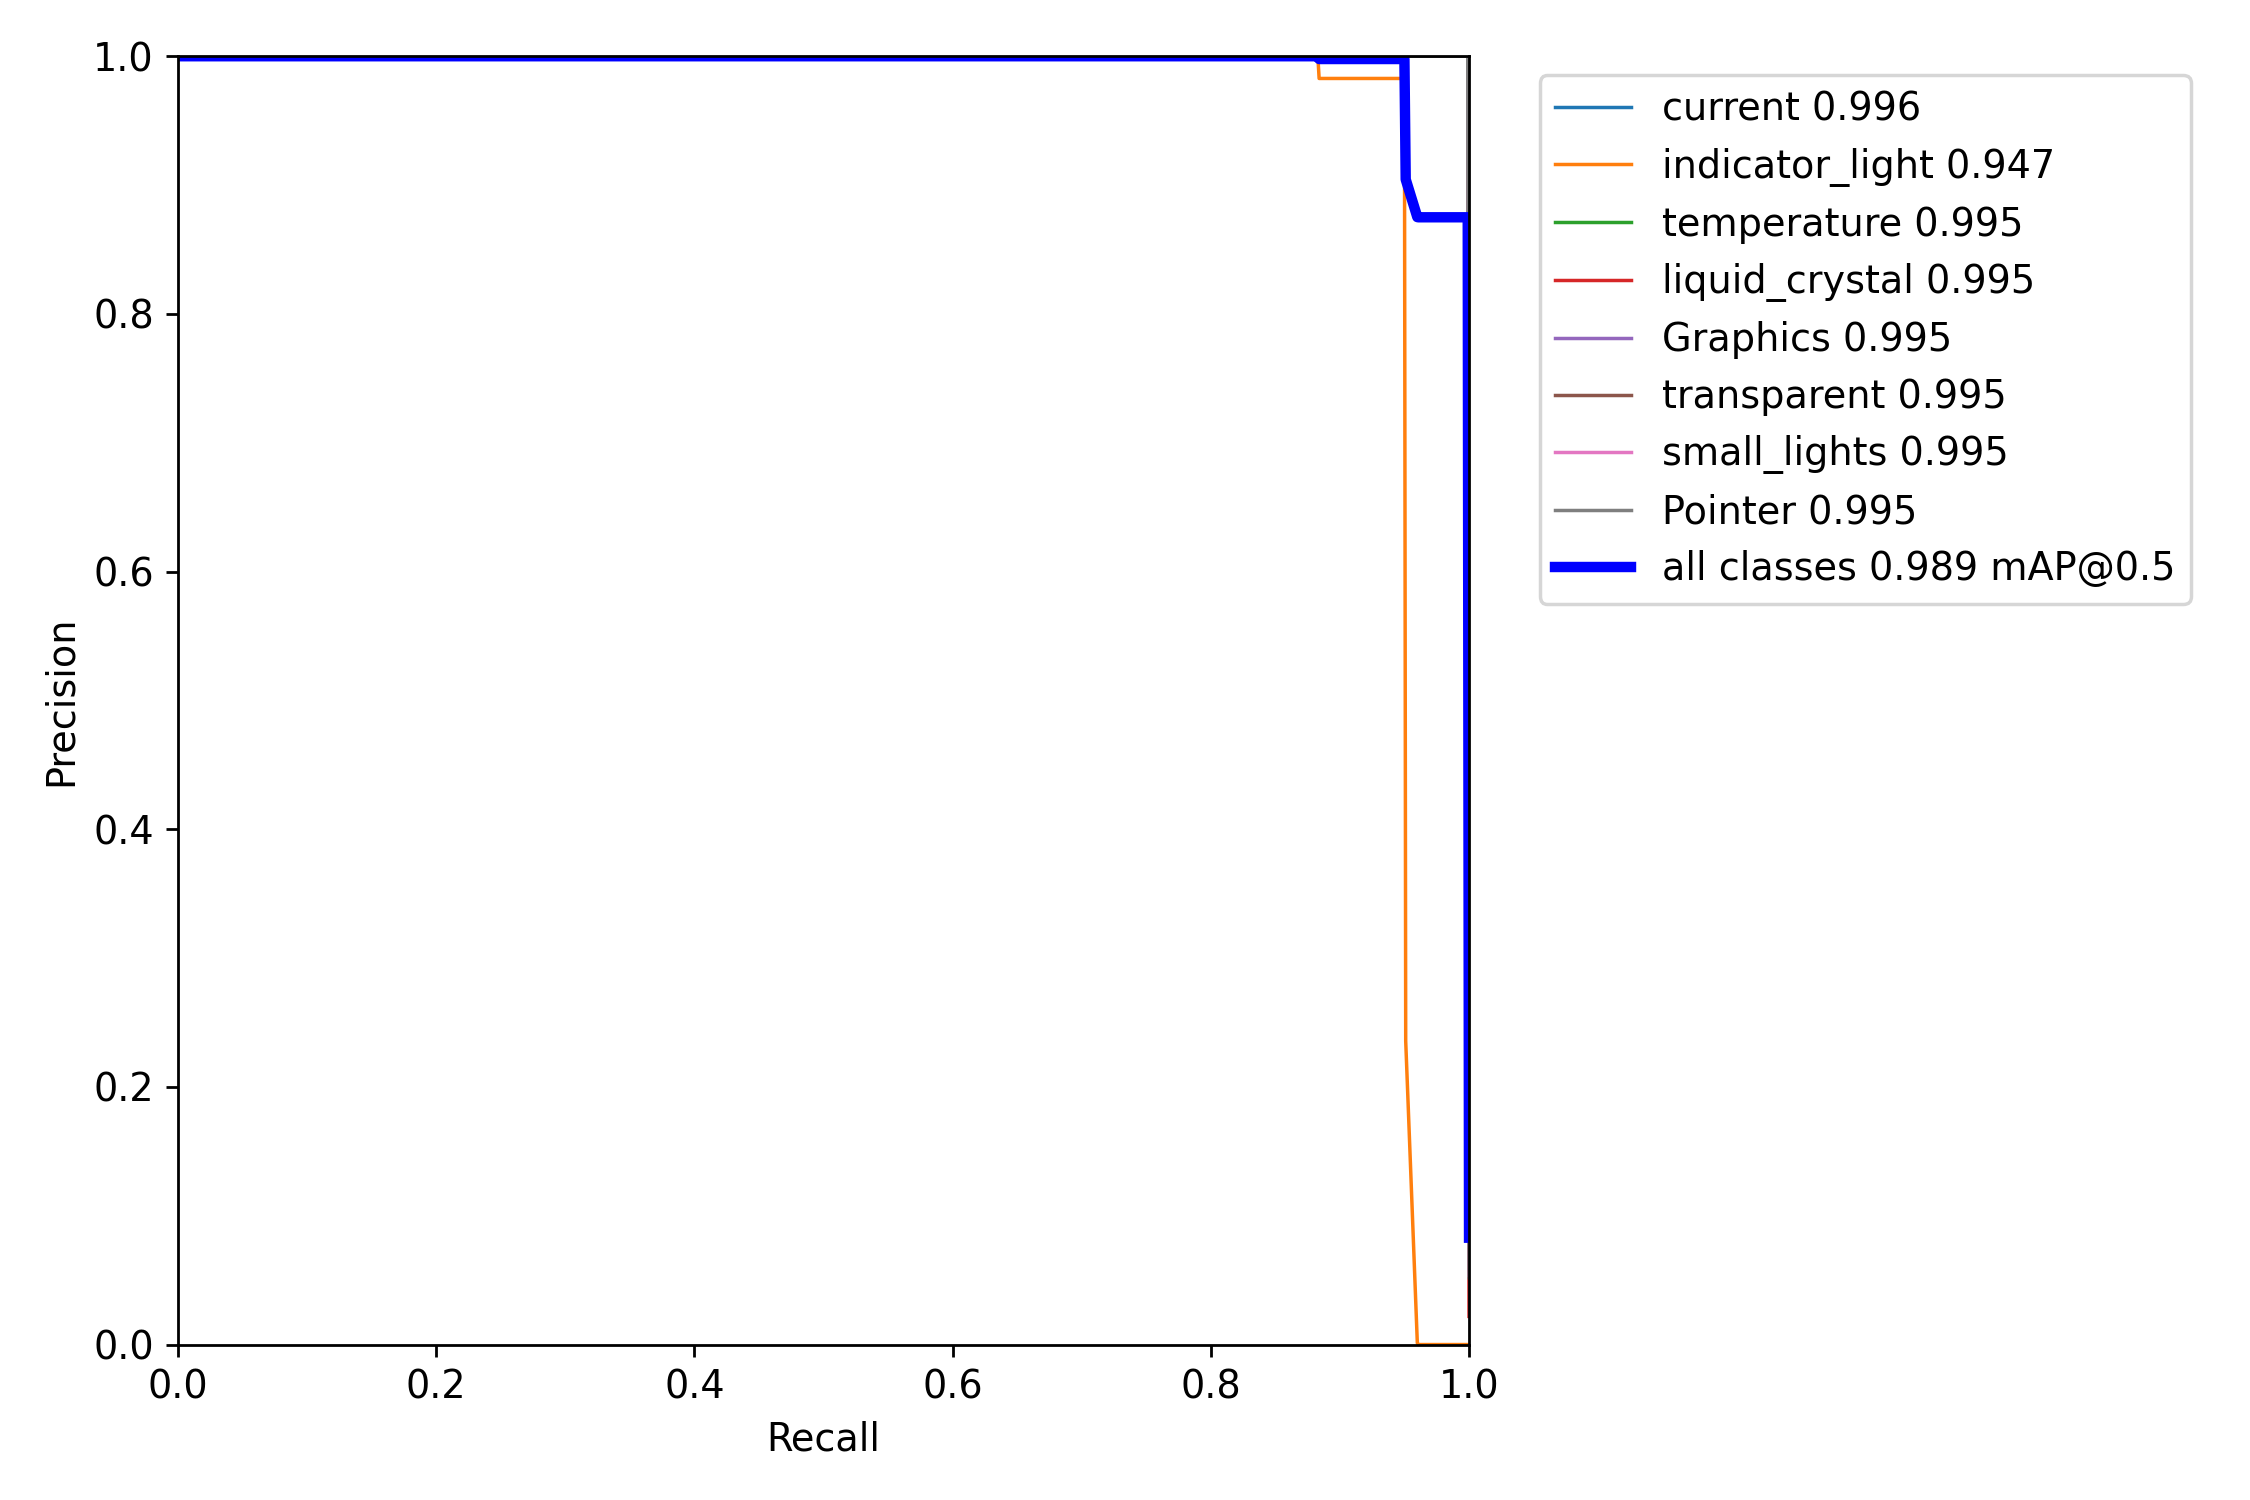 1.0
0.8
0.6
0.4
0.2
0.0
0.0 0.2 0.4 0.6 0.8 1.0
Precision
Recall
current 0.996
indicator_light 0.947
temperature 0.995
liquid_crystal 0.995
Graphics 0.995
transparent 0.995
small_lights 0.995
Pointer 0.995
all classes 0.989 mAP@0.5